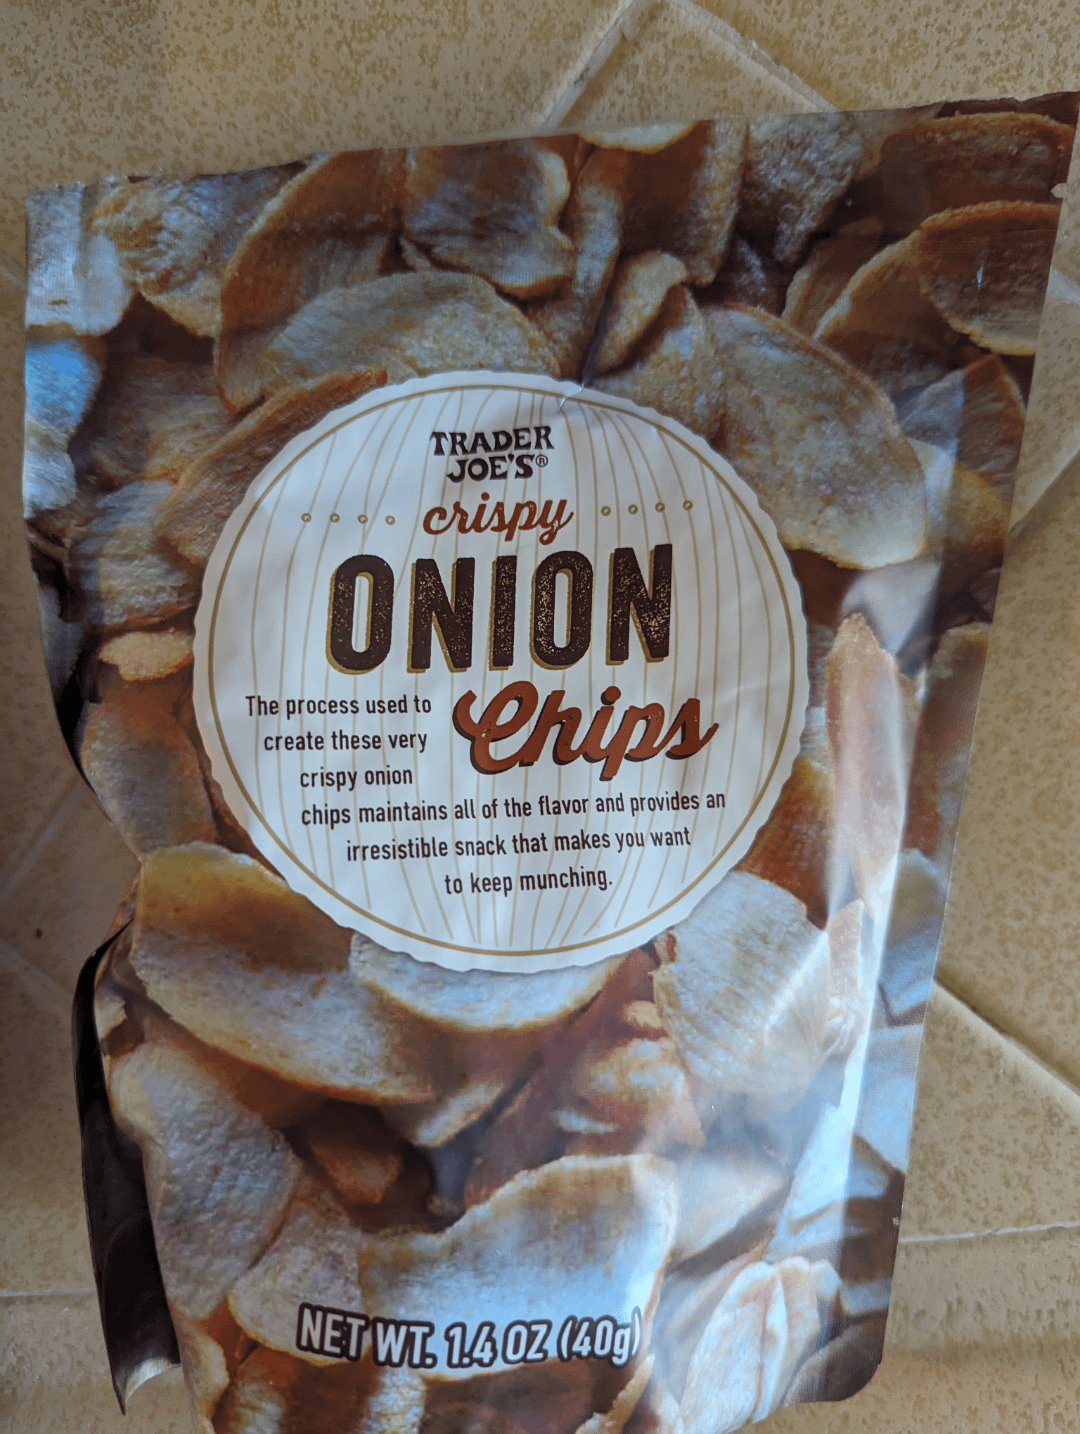 TRADER
JOE'S®
crispy
ONION
Chips
The process used to
create these very
crispy onion
chips maintains all of the flavor and provides an
irresistible snack that makes you want
to keep munching.
NET WT. 1.4 OZ (40g)